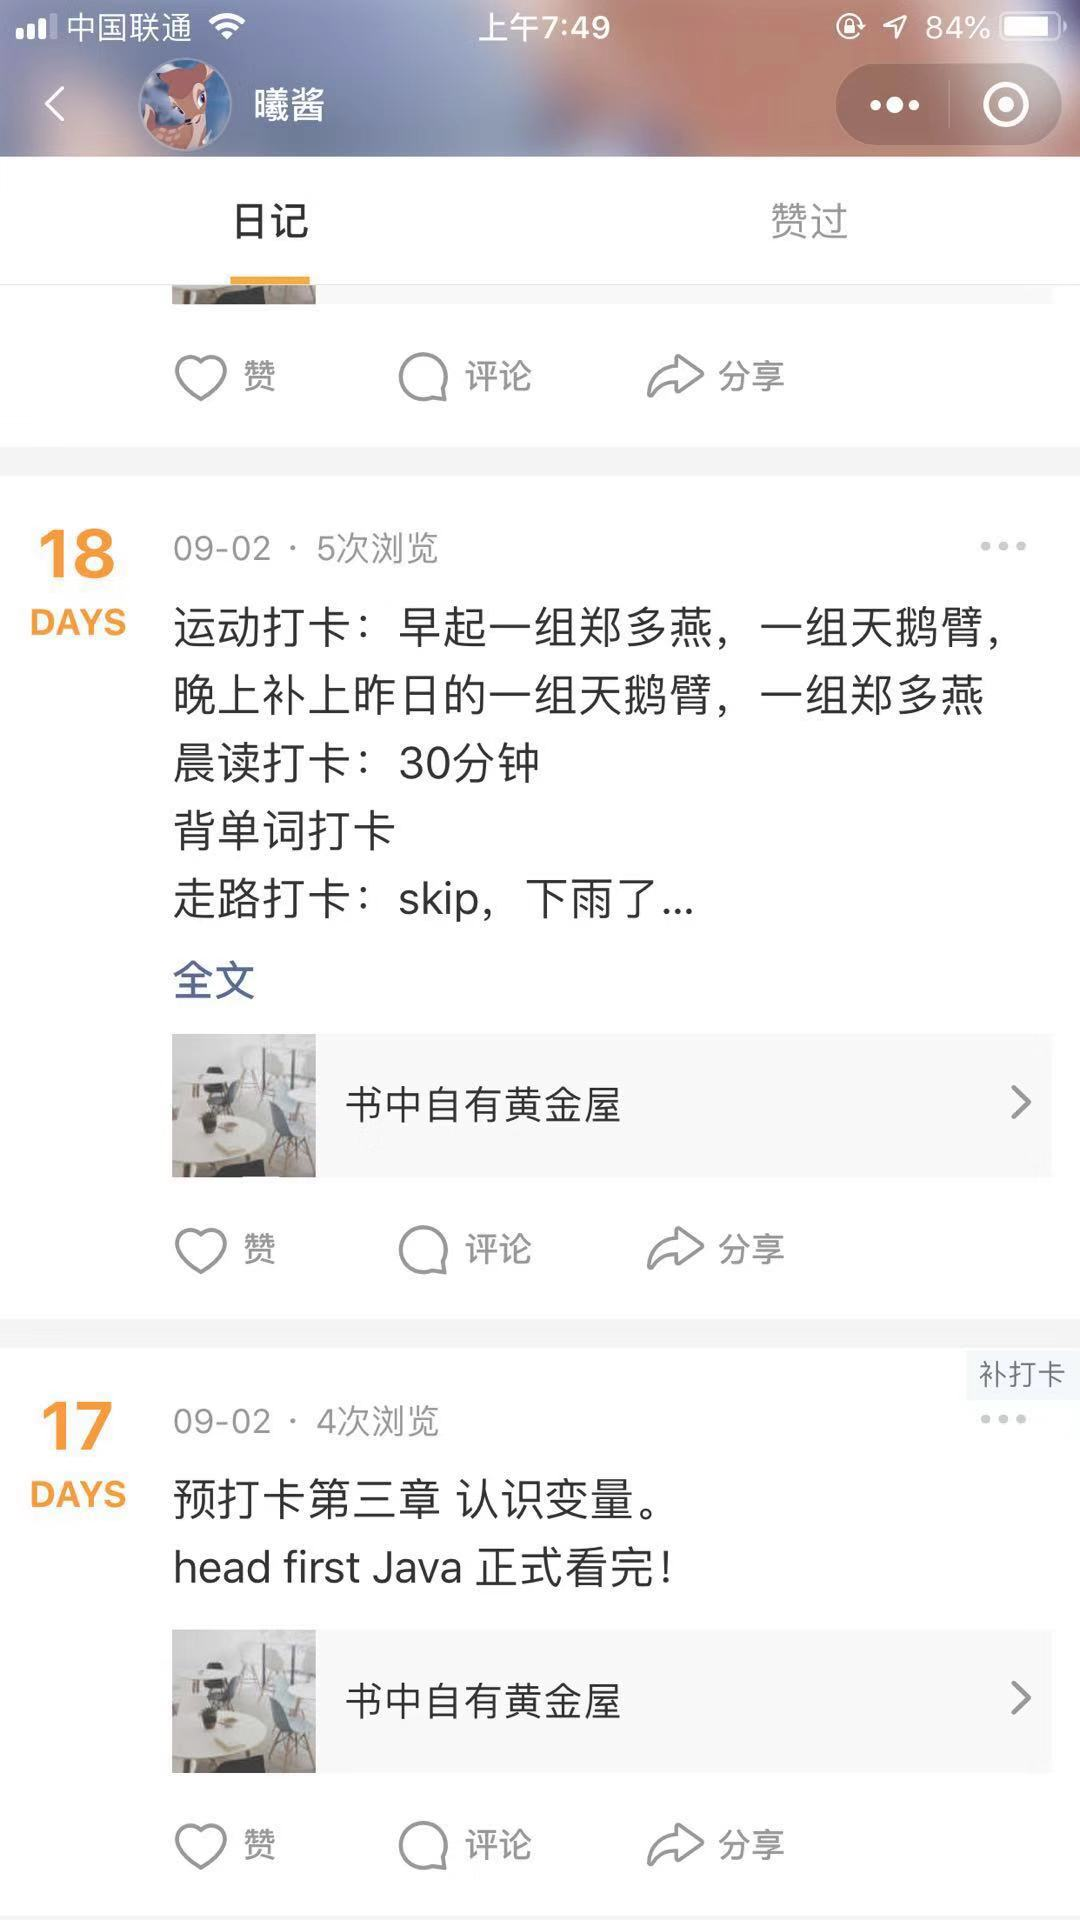 中国联通 上午7:49 84%
曦酱
日记 赞过
赞 评论 分享
18 09-02 · 5次浏览
DAYS
运动打卡：早起一组郑多燕，一组天鹅臂，
晚上补上昨日的一组天鹅臂，一组郑多燕
晨读打卡：30分钟
背单词打卡
走路打卡：skip，下雨了...
全文
书中自有黄金屋
赞 评论 分享
补打卡
17 09-02 · 4次浏览
DAYS
预打卡第三章 认识变量。
head first Java 正式看完！
书中自有黄金屋
赞 评论 分享